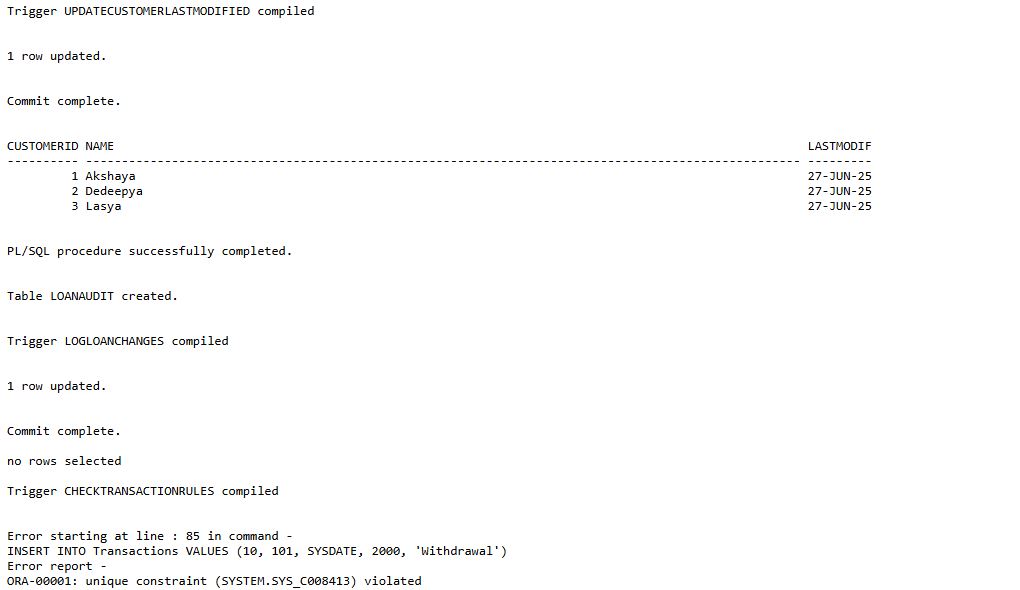 Trigger UPDATECUSTOMERLASTMODIFIED compiled
1 row updated.
Commit complete.
CUSTOMERID NAME                                                                                                 LASTMODIF
---------- ---------------------------------------------------------------------------------------------------- ---------
         1 Akshaya                                                                                              27-JUN-25
         2 Dedeepya                                                                                             27-JUN-25
         3 Lasya                                                                                                27-JUN-25
PL/SQL procedure successfully completed.
Table LOANAUDIT created.
Trigger LOGLOANCHANGES compiled
1 row updated.
Commit complete.
no rows selected
Trigger CHECKTRANSACTIONRULES compiled
Error starting at line : 85 in command -
INSERT INTO Transactions VALUES (10, 101, SYSDATE, 2000, 'Withdrawal')
Error report -
ORA-00001: unique constraint (SYSTEM.SYS_C008413) violated